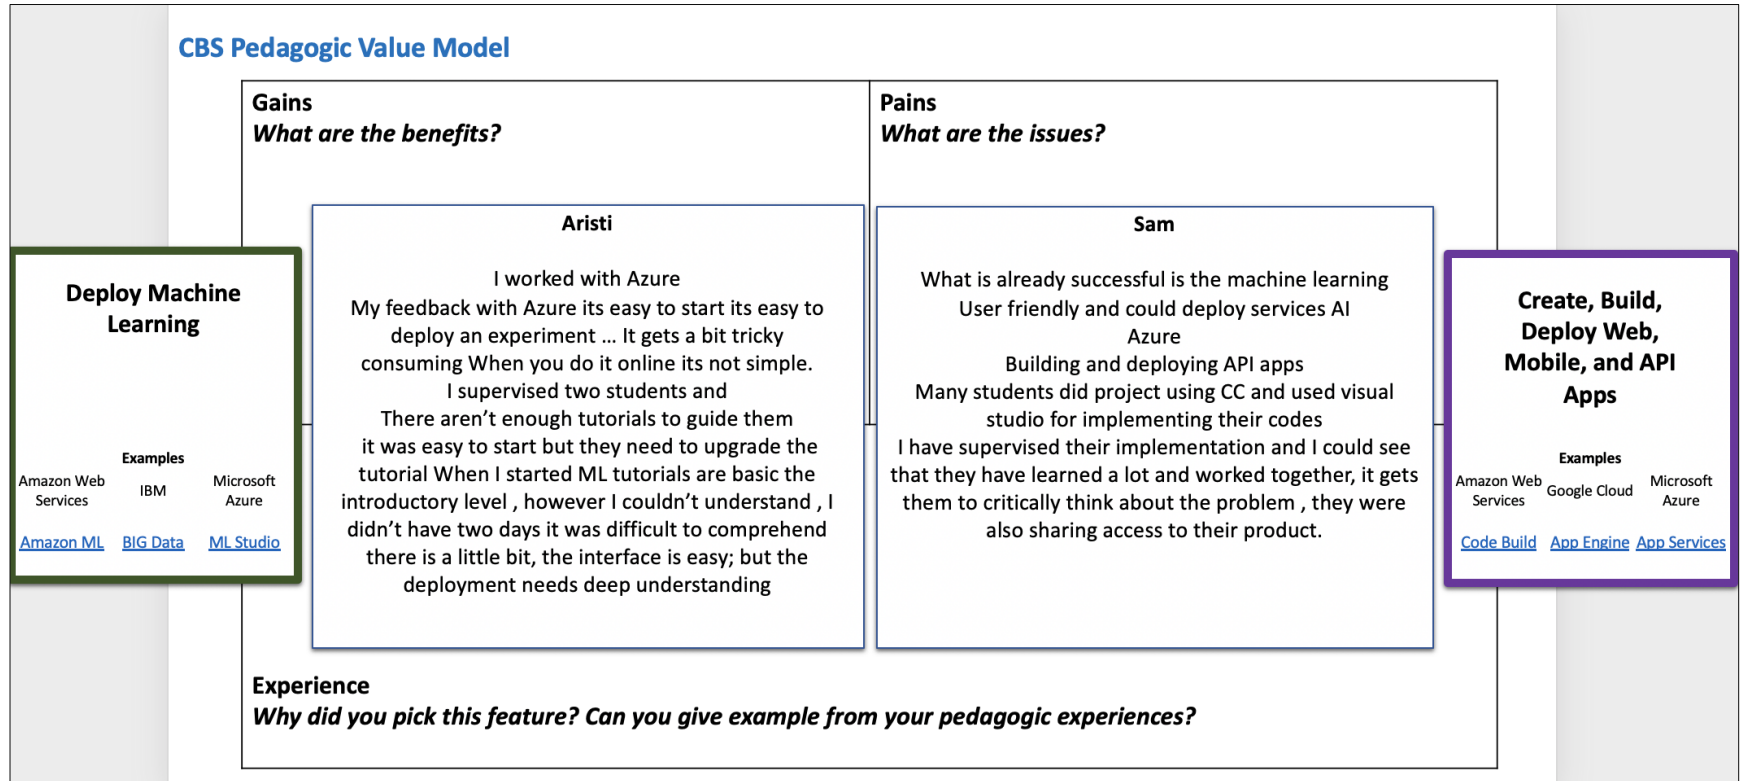 CBS Pedagogic Value Model
Gains
What are the benefits?
Pains
What are the issues?
Deploy Machine
Learning
Examples
Amazon Web
Services
IBM
Microsoft
Azure
Amazon ML
BIG Data
ML Studio
Aristi
I worked with Azure
My feedback with Azure its easy to start its easy to
deploy an experiment ... It gets a bit tricky
consuming When you do it online its not simple.
I supervised two students and
There aren’t enough tutorials to guide them
it was easy to start but they need to upgrade the
tutorial When I started ML tutorials are basic the
introductory level , however I couldn’t understand , I
didn’t have two days it was difficult to comprehend
there is a little bit, the interface is easy; but the
deployment needs deep understanding
Sam
What is already successful is the machine learning
User friendly and could deploy services AI
Azure
Building and deploying API apps
Many students did project using CC and used visual
studio for implementing their codes
I have supervised their implementation and I could see
that they have learned a lot and worked together, it gets
them to critically think about the problem , they were
also sharing access to their product.
Create, Build,
Deploy Web,
Mobile, and API
Apps
Examples
Amazon Web
Services
Google Cloud
Microsoft
Azure
Code Build
App Engine
App Services
Experience
Why did you pick this feature? Can you give example from your pedagogic experiences?